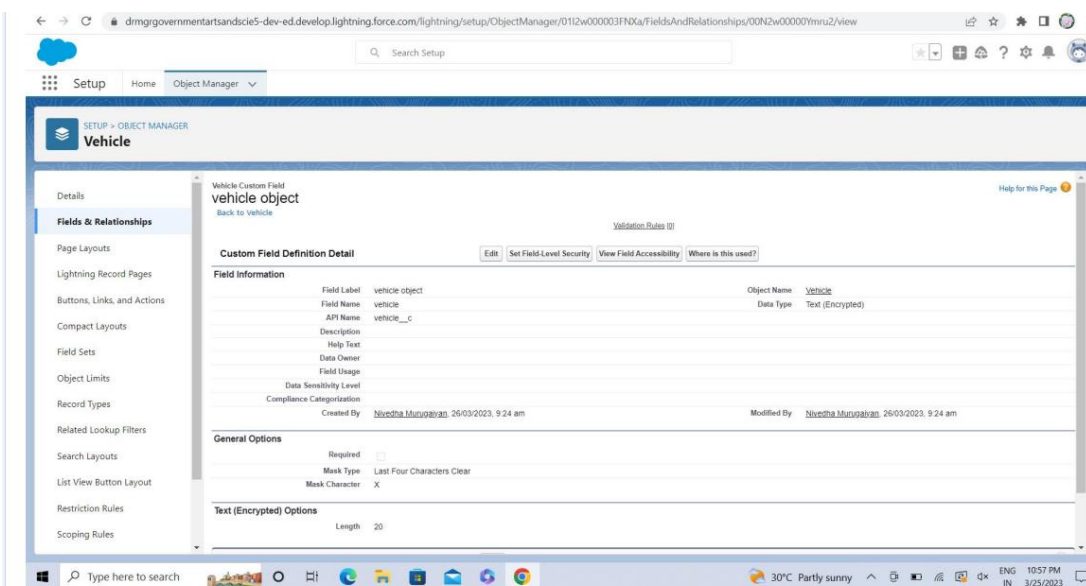 drmgrgovernmentartsandscie5-dev-ed.develop.lightning.force.com/lightning/setup/ObjectManager/01I2w000003FNXa/FieldsAndRelationships/00N2w00000Ymru2/view
Search Setup
Setup Home Object Manager
SETUP > OBJECT MANAGER
Vehicle
Details
Fields & Relationships
Page Layouts
Lightning Record Pages
Buttons, Links, and Actions
Compact Layouts
Field Sets
Object Limits
Record Types
Related Lookup Filters
Search Layouts
List View Button Layout
Restriction Rules
Scoping Rules
Vehicle Custom Field
vehicle object
Back to Vehicle
Help for this Page
Validation Rules [0]
Custom Field Definition Detail Edit Set Field-Level Security View Field Accessibility Where is this used?
Field Information
Field Label vehicle object Object Name Vehicle
Field Name vehicle Data Type Text (Encrypted)
API Name vehicle__c
Description
Help Text
Data Owner
Field Usage
Data Sensitivity Level
Compliance Categorization
Created By Nivedha Murugaiyan, 26/03/2023, 9:24 am Modified By Nivedha Murugaiyan, 26/03/2023, 9:24 am
General Options
Required
Mask Type Last Four Characters Clear
Mask Character X
Text (Encrypted) Options
Length 20
Type here to search 30°C Partly sunny ENG 10:57 PM
IN 3/25/2023